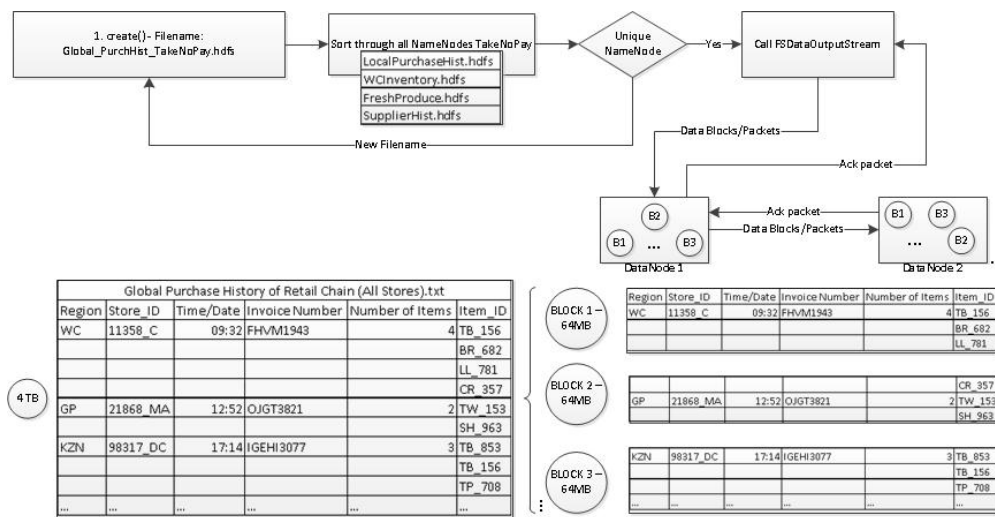 1. create()- Filename:
Global_PurchHist_TakeNoPay.hdfs
Sort through all NameNodes TakeNoPay
LocalPurchaseHist.hdfs
WCInventory.hdfs
FreshProduce.hdfs
SupplierHist.hdfs
Unique
NameNode
Yes
Call FSDataOutputStream
New Filename
Data Blocks/Packets
Ack packet
B2
B1 ... B3
DataNode 1
Ack packet
Data Blocks/Packets
B1 B3
... B2
DataNode 2
.
4 TB
Global Purchase History of Retail Chain (All Stores).txt
Region Store_ID Time/Date Invoice Number Number of Items Item_ID
WC 11358_C 09:32 FHVM1943 4 TB_156
BR_682
LL_781
CR_357
GP 21868_MA 12:52 OJGT3821 2 TW_153
SH_963
KZN 98317_DC 17:14 IGEHI3077 3 TB_853
TB_156
TP_708
... ... ... ... ... ...
BLOCK 1 –
64MB
Region Store_ID Time/Date Invoice Number Number of Items Item_ID
WC 11358_C 09:32 FHVM1943 4 TB_156
BR_682
LL_781
BLOCK 2 –
64MB
CR_357
GP 21868_MA 12:52 OJGT3821 2 TW_153
SH_963
BLOCK 3 –
64MB
KZN 98317_DC 17:14 IGEHI3077 3 TB_853
TB_156
TP_708
... ... ... ... ... ...
⋮